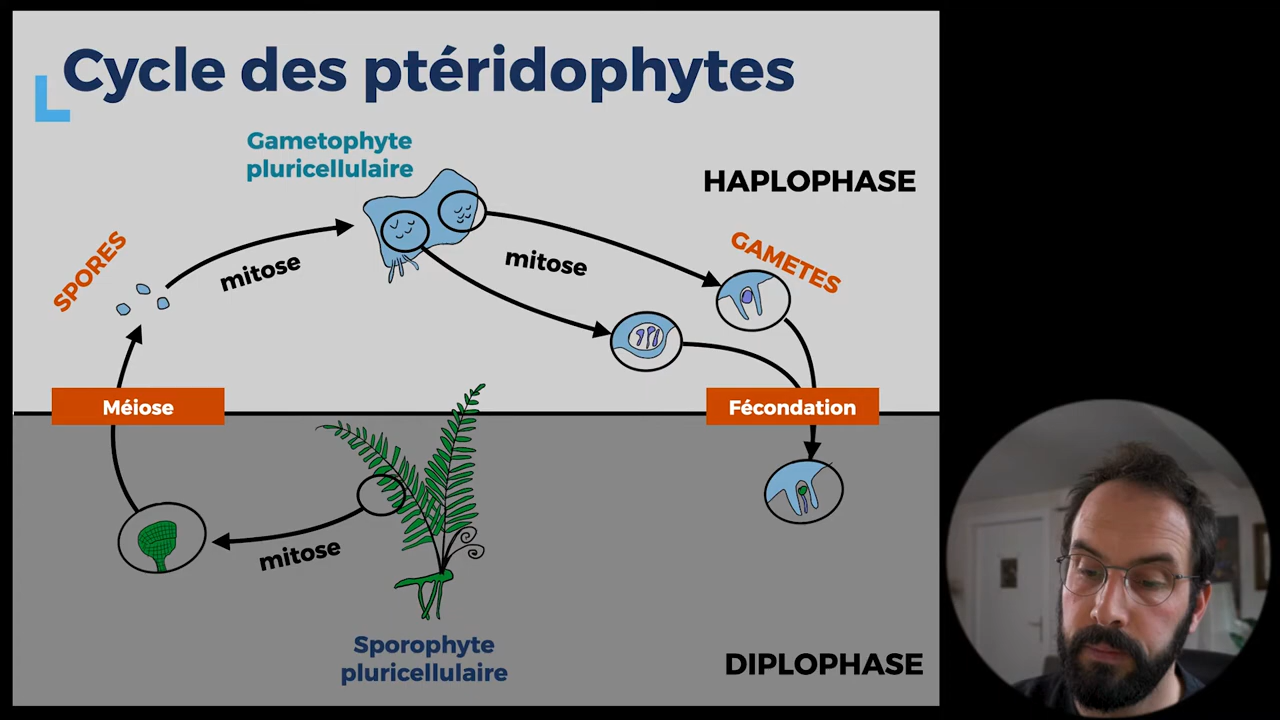 Cycle des ptéridophytes
Gametophyte
pluricellulaire
HAPLOPHASE
SPORES
mitose
mitose
GAMETES
Méiose
Fécondation
mitose
Sporophyte
pluricellulaire
DIPLOPHASE